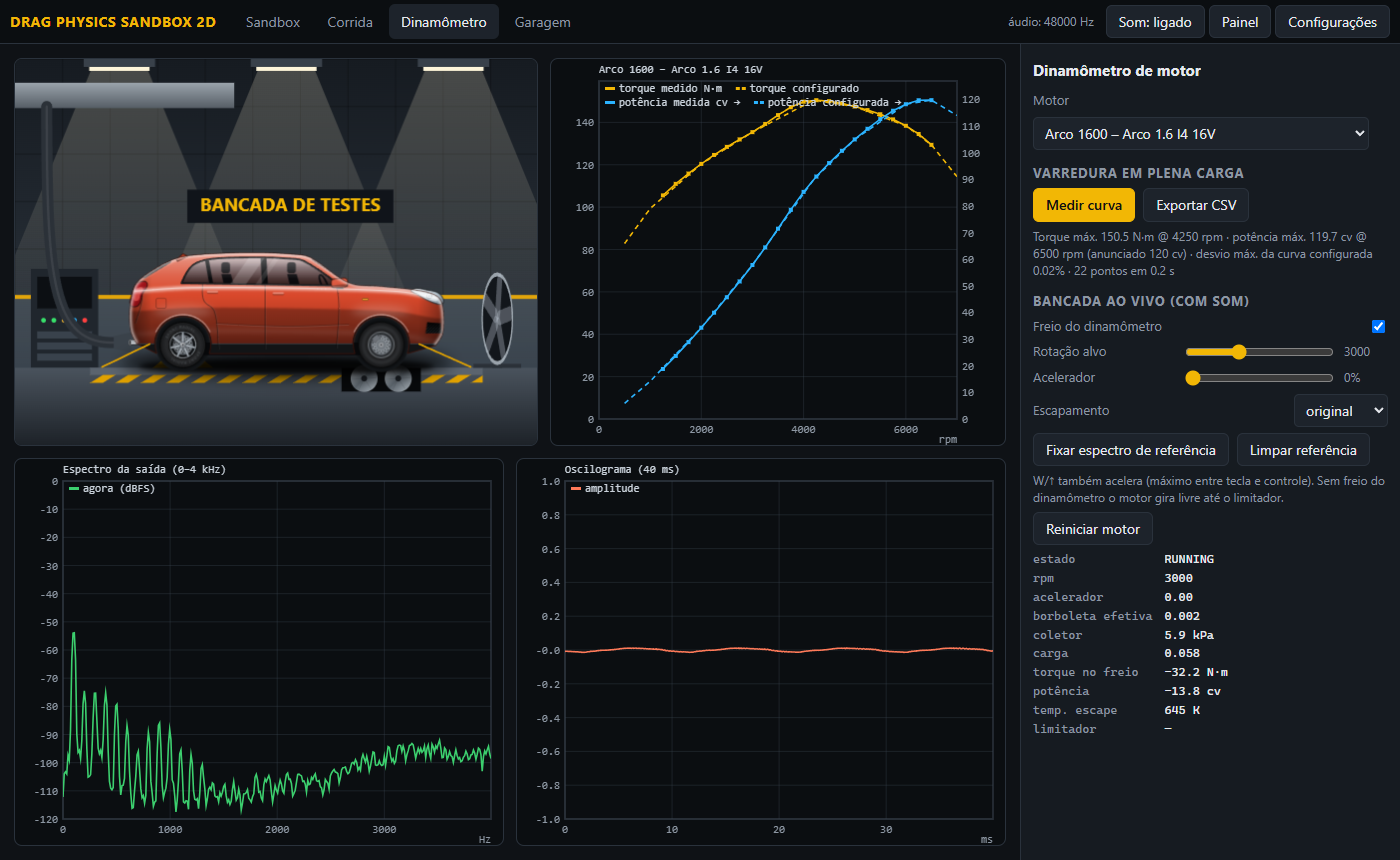 DRAG PHYSICS SANDBOX 2D Sandbox Corrida Dinamômetro Garagem áudio: 48000 Hz Som: ligado Painel Configurações
BANCADA DE TESTES
Arco 1600 – Arco 1.6 I4 16V
torque medido N·m torque configurado
potência medida cv → potência configurada →
140
120
100
80
60
40
20
0
120
110
100
90
80
70
60
50
40
30
20
10
0
0 2000 4000 6000
rpm
Espectro da saída (0–4 kHz)
agora (dBFS)
0
-10
-20
-30
-40
-50
-60
-70
-80
-90
-100
-110
-120
0 1000 2000 3000
Hz
Oscilograma (40 ms)
amplitude
1.0
0.8
0.6
0.4
0.2
-0.0
-0.2
-0.4
-0.6
-0.8
-1.0
0 10 20 30
ms
Dinamômetro de motor
Motor
Arco 1600 – Arco 1.6 I4 16V
VARREDURA EM PLENA CARGA
Medir curva Exportar CSV
Torque máx. 150.5 N·m @ 4250 rpm · potência máx. 119.7 cv @
6500 rpm (anunciado 120 cv) · desvio máx. da curva configurada
0.02% · 22 pontos em 0.2 s
BANCADA AO VIVO (COM SOM)
Freio do dinamômetro
Rotação alvo 3000
Acelerador 0%
Escapamento original
Fixar espectro de referência Limpar referência
W/↑ também acelera (máximo entre tecla e controle). Sem freio do
dinamômetro o motor gira livre até o limitador.
Reiniciar motor
estado RUNNING
rpm 3000
acelerador 0.00
borboleta efetiva 0.002
coletor 5.9 kPa
carga 0.058
torque no freio −32.2 N·m
potência −13.8 cv
temp. escape 645 K
limitador —